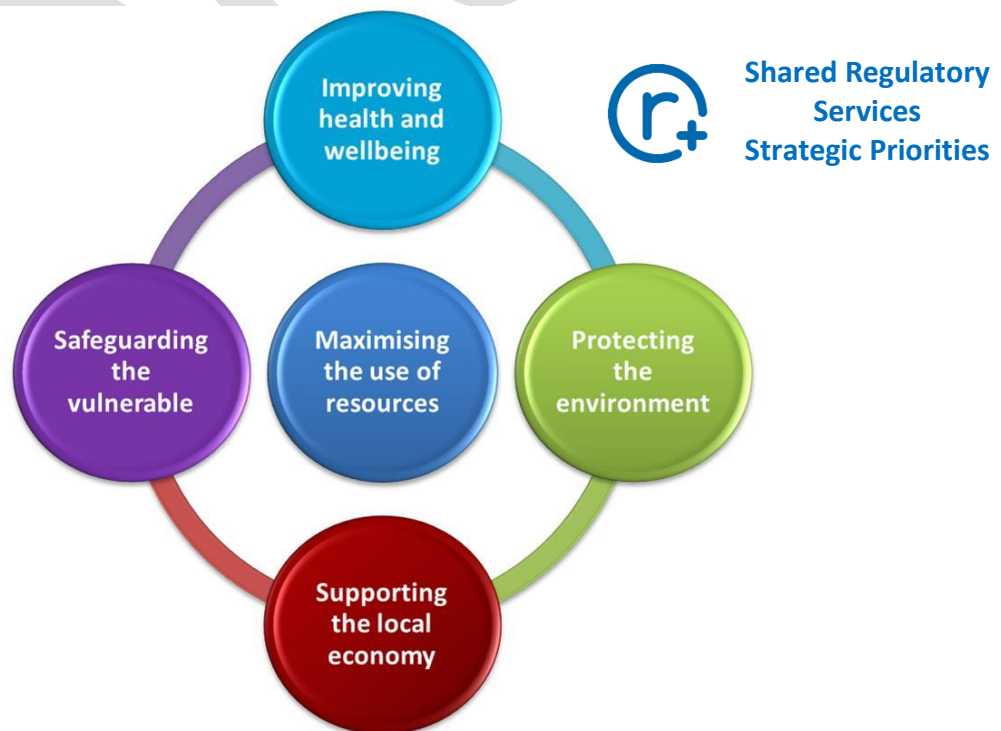 Improving
health and
wellbeing
r+
Shared Regulatory
Services
Strategic Priorities
Safeguarding
the
vulnerable
Maximising
the use of
resources
Protecting
the
environment
Supporting
the local
economy